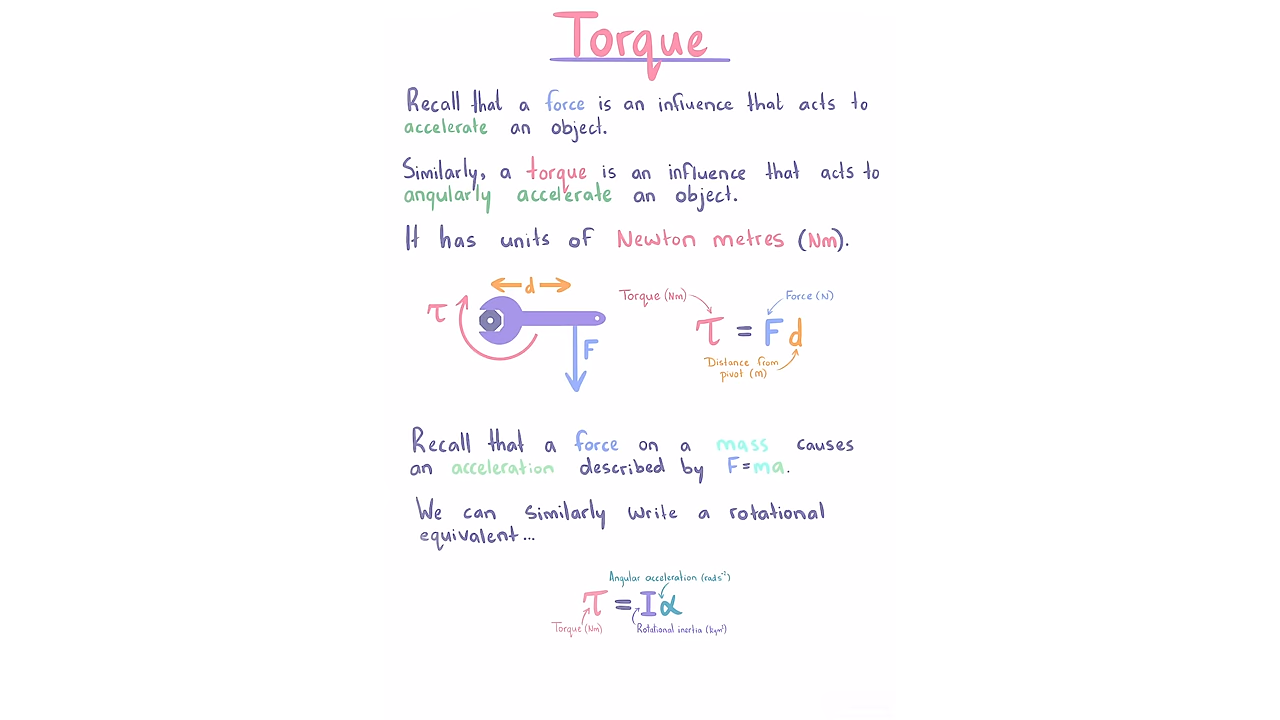 Torque
Recall that a force is an influence that acts to
accelerate an object.
Similarly, a torque is an influence that acts to
angularly accelerate an object.
It has units of Newton metres (Nm).
d
τ
F
Torque (Nm)
Force (N)
τ = F d
Distance from
pivot (m)
Recall that a force on a mass causes
an acceleration described by F=ma.
We can similarly write a rotational
equivalent...
Angular acceleration (rads⁻²)
τ = Iα
Torque (Nm)
Rotational inertia (kgm²)